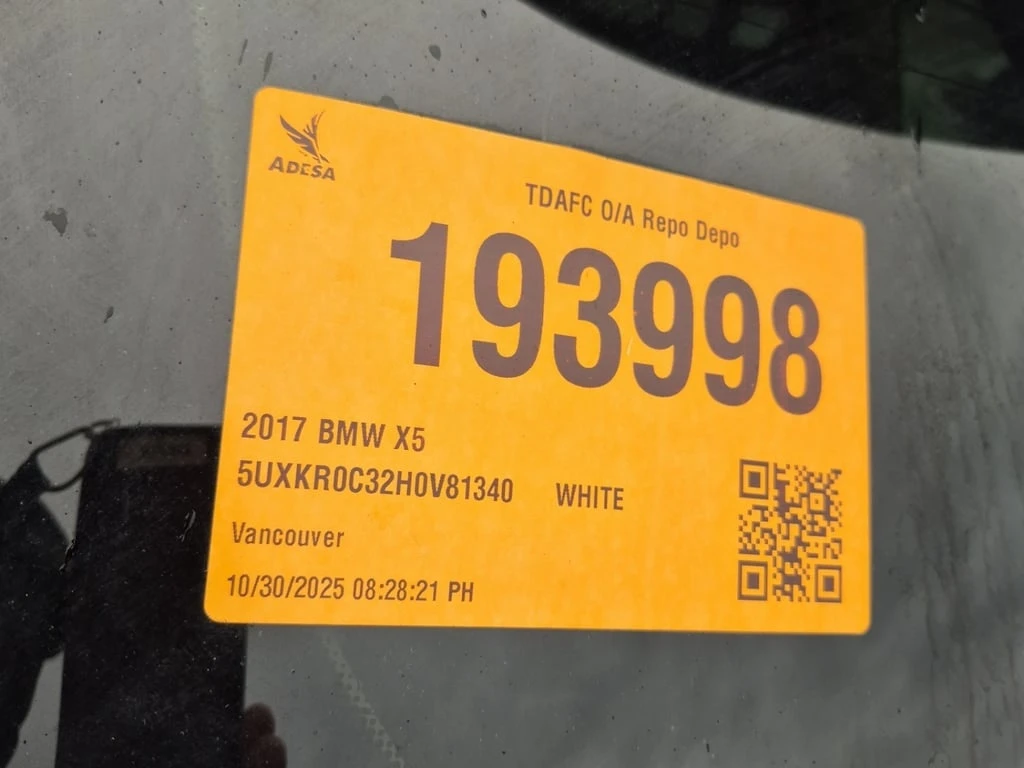 ADESA
TDAFC O/A Repo Depo
193998
2017 BMW X5
5UXKR0C32H0V81340 WHITE
Vancouver
10/30/2025 08:28:21 PH